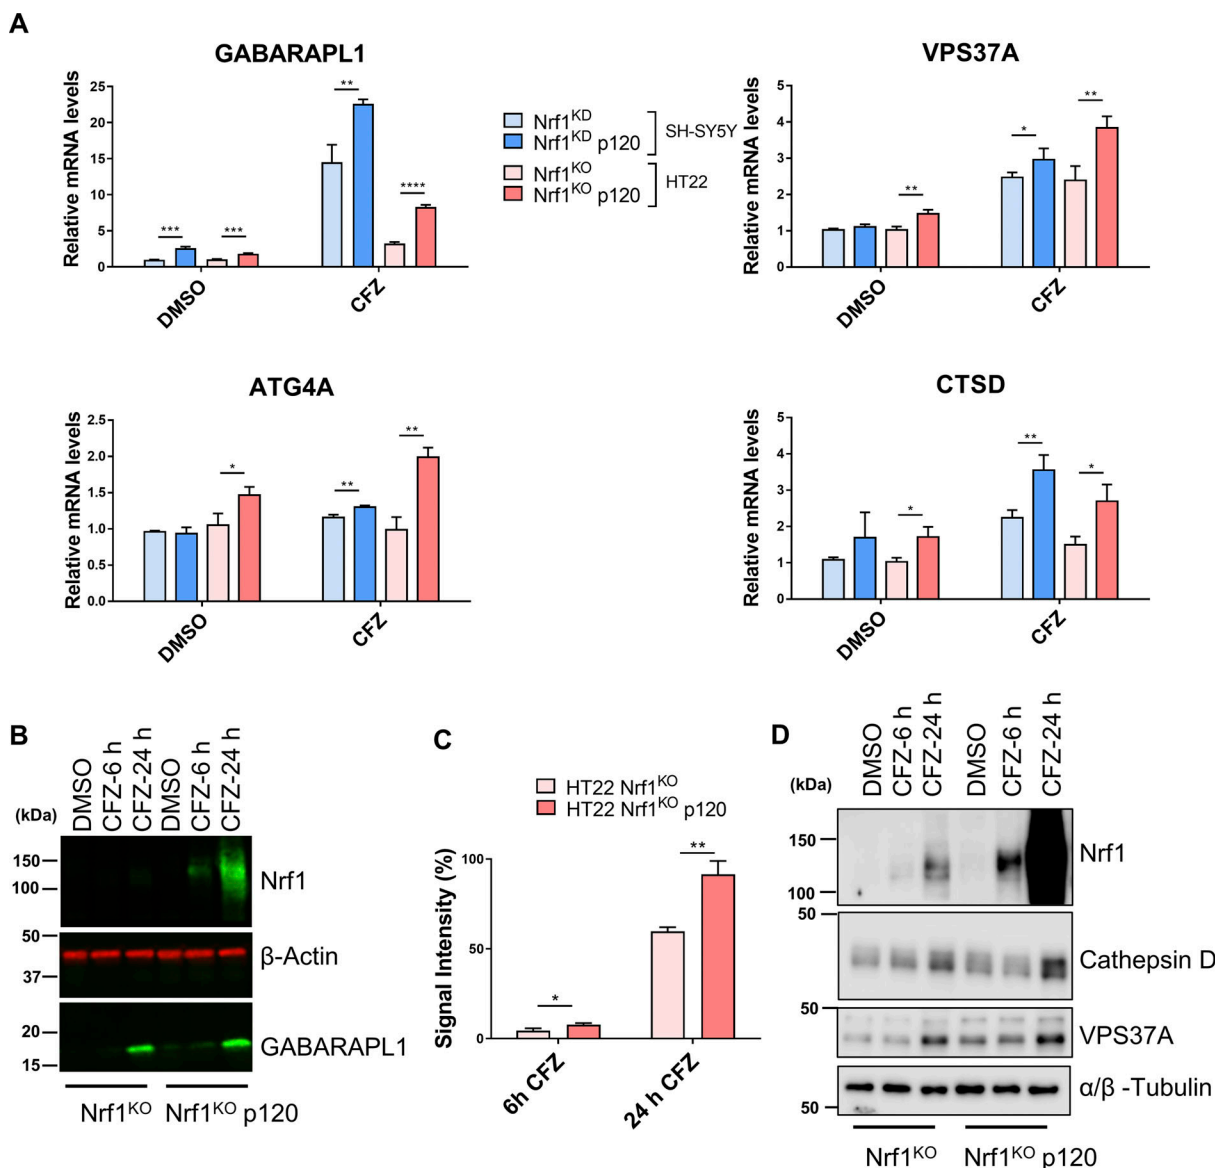 A
GABARAPL1
Relative mRNA levels
25
20
15
10
5
0
**
***
***
****
DMSO
CFZ
Nrf1KD
Nrf1KD p120
SH-SY5Y
Nrf1KO
Nrf1KO p120
HT22
VPS37A
Relative mRNA levels
5
4
3
2
1
0
**
*
**
DMSO
CFZ
ATG4A
Relative mRNA levels
2.5
2.0
1.5
1.0
0.5
0.0
*
**
**
DMSO
CFZ
CTSD
Relative mRNA levels
5
4
3
2
1
0
*
**
*
DMSO
CFZ
B
DMSO
CFZ-6 h
CFZ-24 h
DMSO
CFZ-6 h
CFZ-24 h
(kDa)
150
100
Nrf1
50
37
β-Actin
20
15
GABARAPL1
Nrf1KO
Nrf1KO p120
C
HT22 Nrf1KO
HT22 Nrf1KO p120
Signal Intensity (%)
100
50
0
*
**
6h CFZ
24 h CFZ
D
DMSO
CFZ-6 h
CFZ-24 h
DMSO
CFZ-6 h
CFZ-24 h
(kDa)
150
100
Nrf1
50
Cathepsin D
50
VPS37A
50
α/β -Tubulin
Nrf1KO
Nrf1KO p120